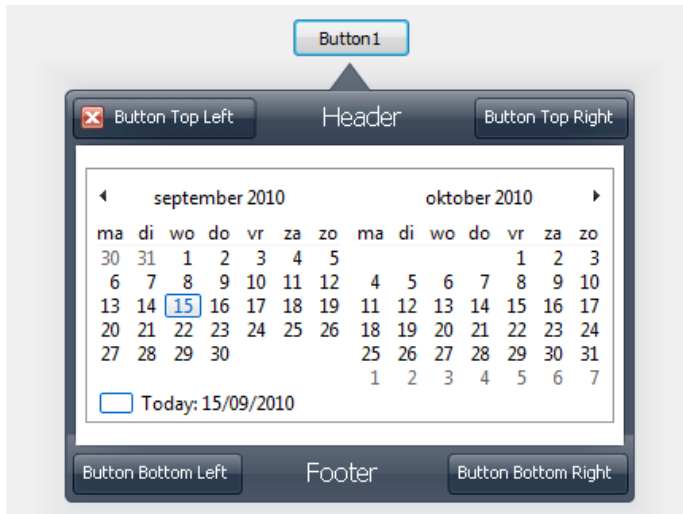 Button1
Button Top Left Header Button Top Right
september 2010 oktober 2010
ma di wo do vr za zo ma di wo do vr za zo
30 31 1 2 3 4 5 1 2 3
6 7 8 9 10 11 12 4 5 6 7 8 9 10
13 14 15 16 17 18 19 11 12 13 14 15 16 17
20 21 22 23 24 25 26 18 19 20 21 22 23 24
27 28 29 30 25 26 27 28 29 30 31
1 2 3 4 5 6 7
Today: 15/09/2010
Button Bottom Left Footer Button Bottom Right